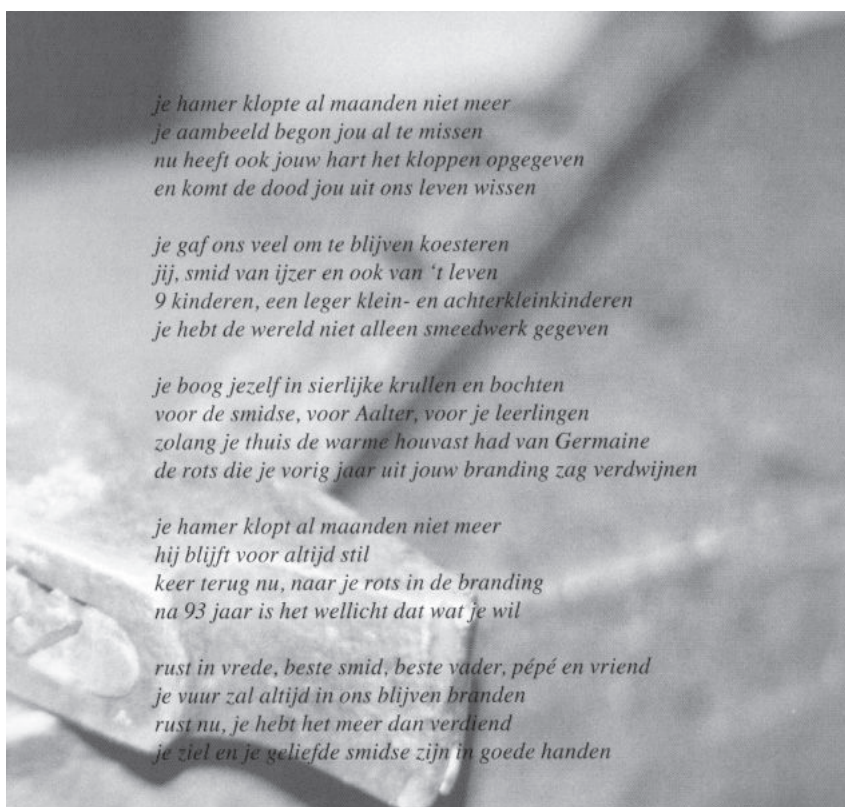 je hamer klopte al maanden niet meer
je aambeeld begon jou al te missen
nu heeft ook jouw hart het kloppen opgegeven
en komt de dood jou uit ons leven wissen

je gaf ons veel om te blijven koesteren
jij, smid van ijzer en ook van ‘t leven
9 kinderen, een leger klein- en achterkleinkinderen
je hebt de wereld niet alleen smeedwerk gegeven

je boog jezelf in sierlijke krullen en bochten
voor de smidse, voor Aalter, voor je leerlingen
zolang je thuis de warme houvast had van Germaine
de rots die je vorig jaar uit jouw branding zag verdwijnen

je hamer klopt al maanden niet meer
hij blijft voor altijd stil
keer terug nu, naar je rots in de branding
na 93 jaar is het wellicht dat wat je wil

rust in vrede, beste smid, beste vader, pépé en vriend
je vuur zal altijd in ons blijven branden
rust nu, je hebt het meer dan verdiend
je ziel en je geliefde smidse zijn in goede handen